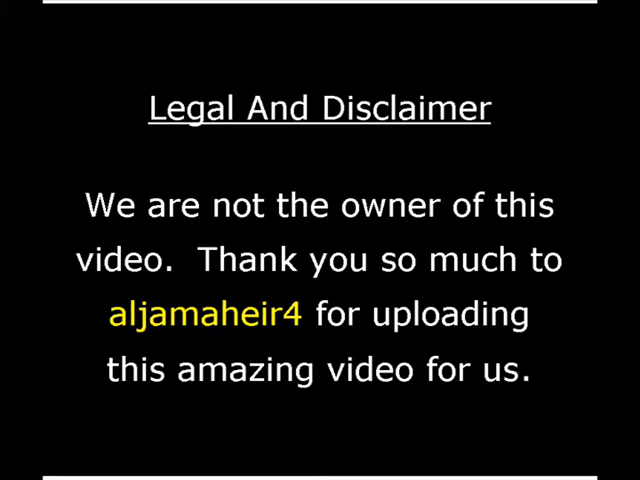 Legal And Disclaimer
We are not the owner of this
video. Thank you so much to
aljamaheir4 for uploading
this amazing video for us.